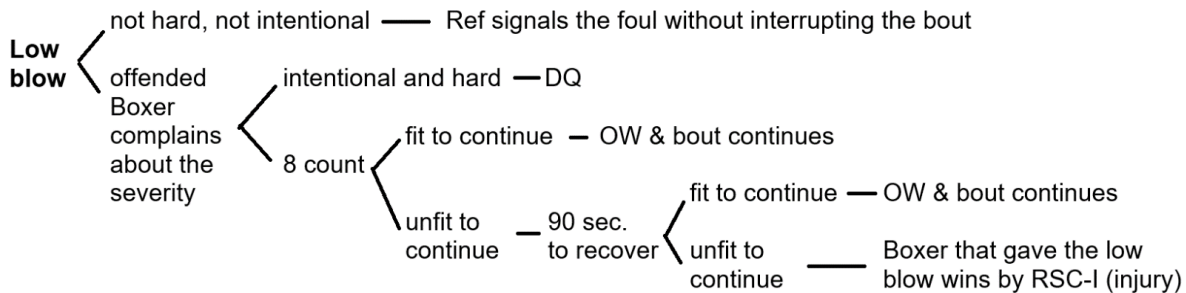 not hard, not intentional
Ref signals the foul without interrupting the bout
Low
blow
offended
Boxer
complains
about the
severity
intentional and hard
DQ
8 count
fit to continue
OW & bout continues
unfit to
continue
90 sec.
to recover
fit to continue
OW & bout continues
unfit to
continue
Boxer that gave the low
blow wins by RSC-I (injury)